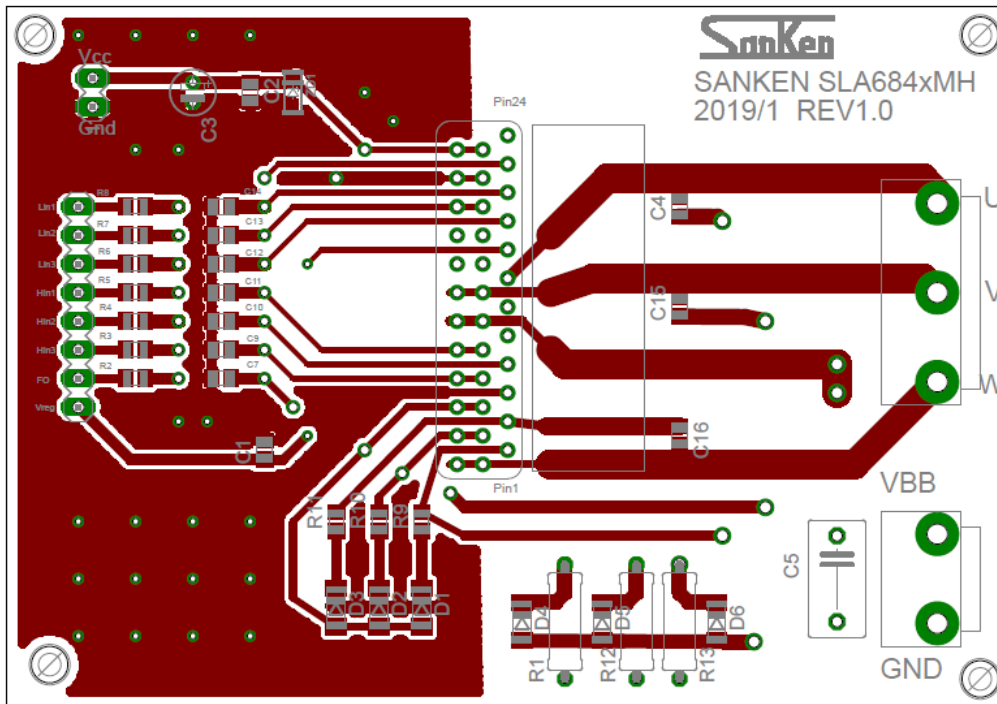 SanKen
SANKEN SLA684xMH
2019/1 REV1.0
Vcc
Gnd
C3
C2
ZD1
Pin24
Lin1
Lin2
Lin3
Hin1
Hin2
Hin3
FO
Vreg
R8
R7
R6
R5
R4
R3
R2
C14
C13
C12
C11
C10
C9
C7
C1
C4
C15
C16
U
V
W
Pin1
VBB
R11
R10
R9
D3
D2
D1
D4
D5
D6
R1
R12
R13
C5
GND